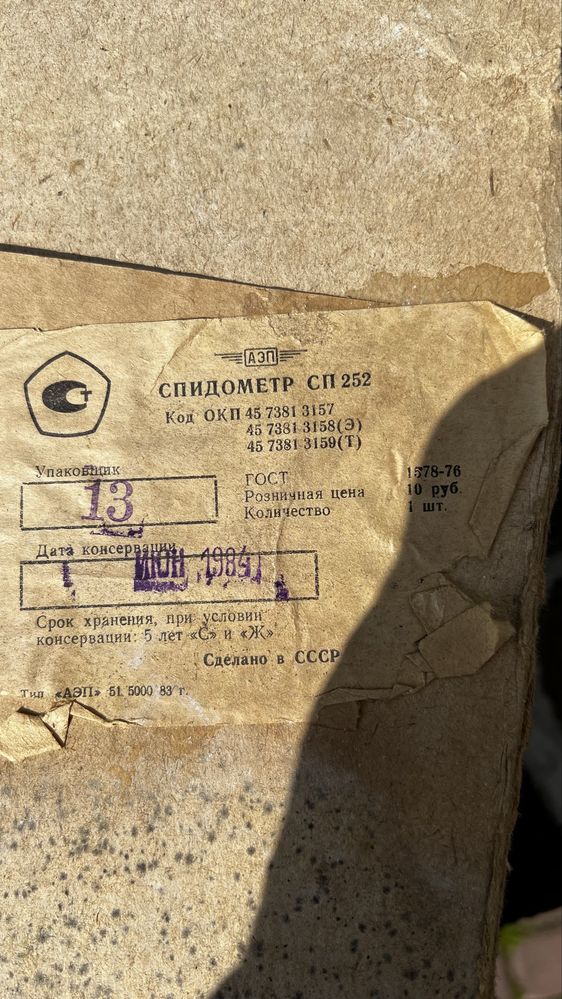 АЭП
СПИДОМЕТР СП 252
Код ОКП 45 7381 3157
45 7381 3158(Э)
45 7381 3159(Т)
Упаковщик
13
ГОСТ 1578-76
Розничная цена 10 руб.
Количество 1 шт.
Дата консервации
ИЮН 1984
Срок хранения, при условии
консервации: 5 лет «С» и «Ж»
Сделано в СССР
Тип «АЭП» 51. 5000 83 г.